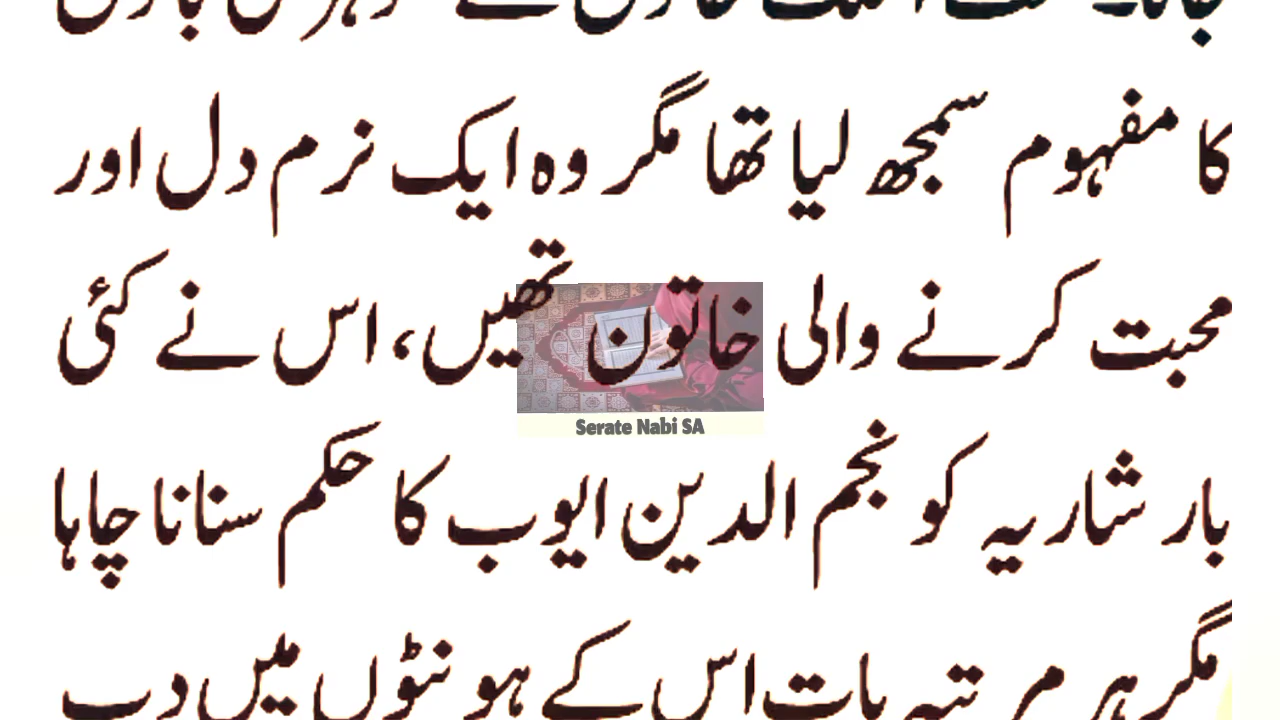 کا مفہوم سمجھ لیا تھا مگر وہ ایک نرم دل اور
محبت کرنے والی خاتون تھیں، اس نے کئی
بار شاریہ کو نجم الدین ایوب کا حکم سنانا چاہا
مگر ہر مرتبہ بات اس کے ہونٹوں میں دب
Serate Nabi SA